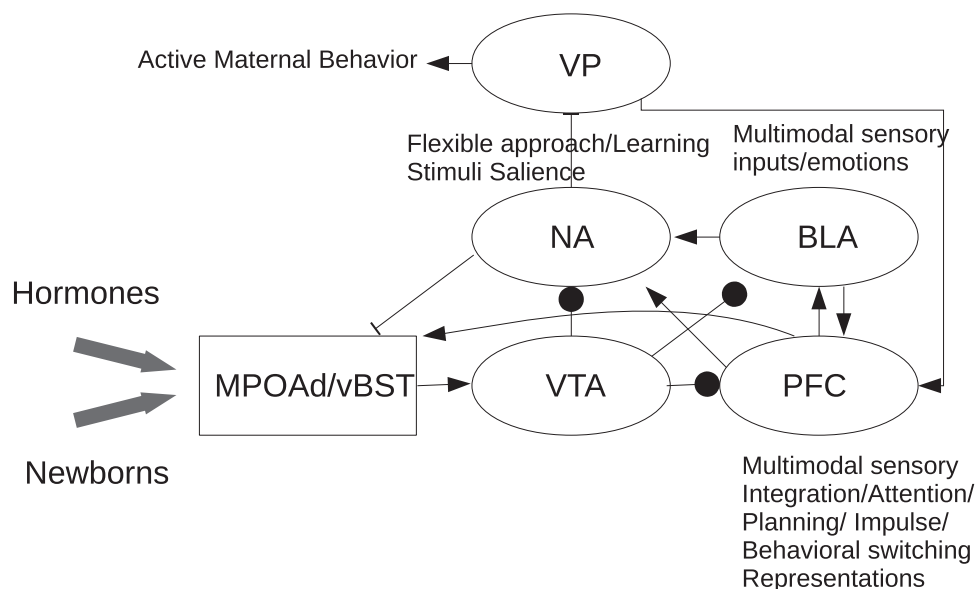 VP
Active Maternal Behavior
Flexible approach/Learning
Stimuli Salience
Multimodal sensory
inputs/emotions
NA
BLA
Hormones
MPOAd/vBST
VTA
PFC
Newborns
Multimodal sensory
Integration/Attention/
Planning/ Impulse/
Behavioral switching
Representations